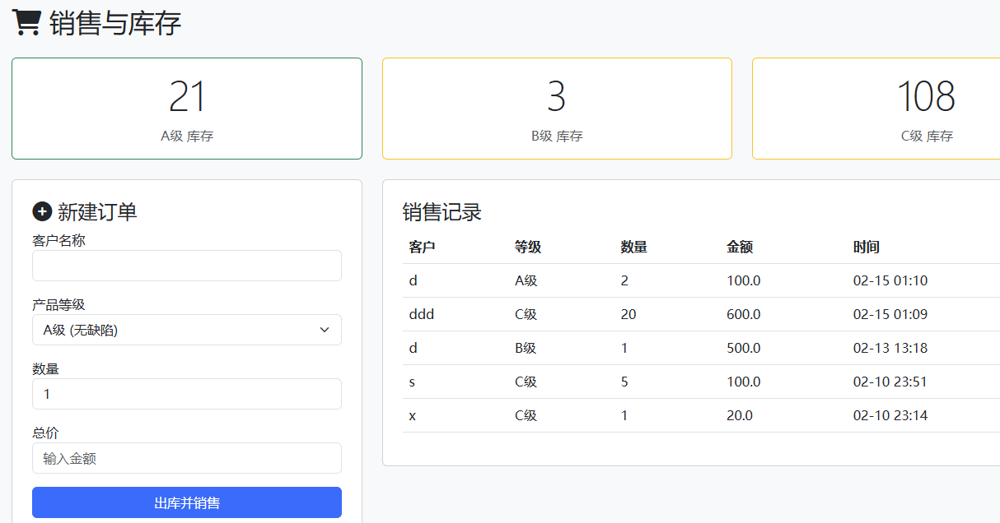 销售与库存
21
A级 库存
3
B级 库存
108
C级 库存
新建订单
客户名称
产品等级
A级 (无缺陷)
数量
1
总价
输入金额
出库并销售
销售记录
客户 等级 数量 金额 时间
d A级 2 100.0 02-15 01:10
ddd C级 20 600.0 02-15 01:09
d B级 1 500.0 02-13 13:18
s C级 5 100.0 02-10 23:51
x C级 1 20.0 02-10 23:14